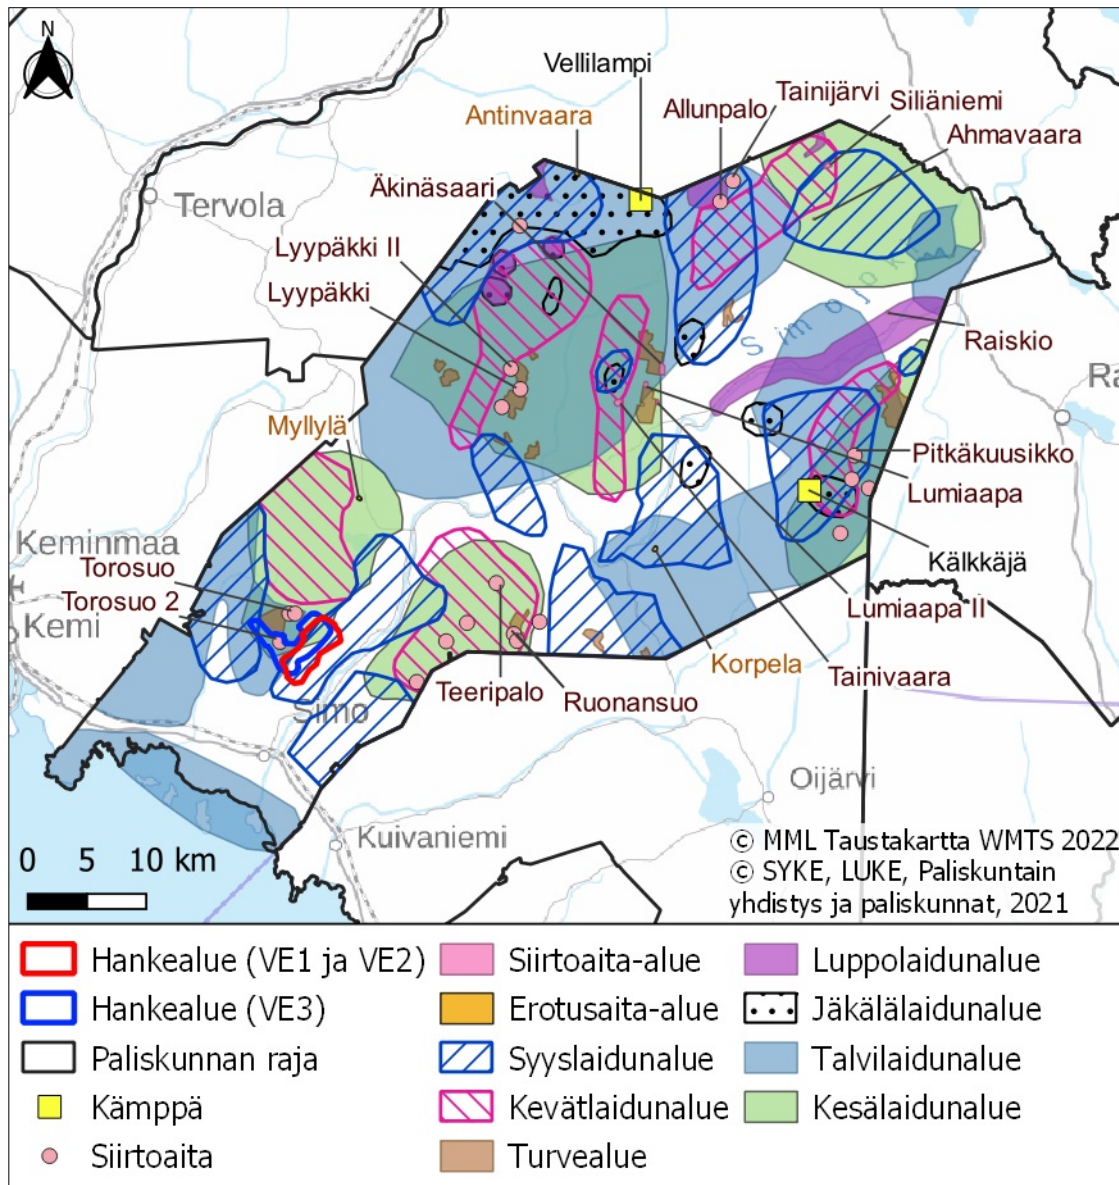 N
Vellilampi
Tainijärvi
Allunpalo
Siliäniemi
Antinvaara
Ahmavaara
Äkinäsaari
Tervola
Lyypäkki II
Lyypäkki
Simojoki
Raiskio
Ra
Myllylä
Pitkäkuusikko
Lumiaapa
Keminmaa
Torosuo
Kälkkäjä
Torosuo 2
Kemi
Lumiaapa II
Korpela
Tainivaara
Teeripalo
Ruonansuo
Simo
Oijärvi
Kuivaniemi
0 5 10 km
© MML Taustakartta WMTS 2022
© SYKE, LUKE, Paliskuntain
yhdistys ja paliskunnat, 2021
Hankealue (VE1 ja VE2)
Hankealue (VE3)
Paliskunnan raja
Kämppä
Siirtoaita
Siirtoaita-alue
Erotusaita-alue
Syyslaidunalue
Kevätlaidunalue
Turvealue
Luppolaidunalue
Jäkälälaidunalue
Talvilaidunalue
Kesälaidunalue